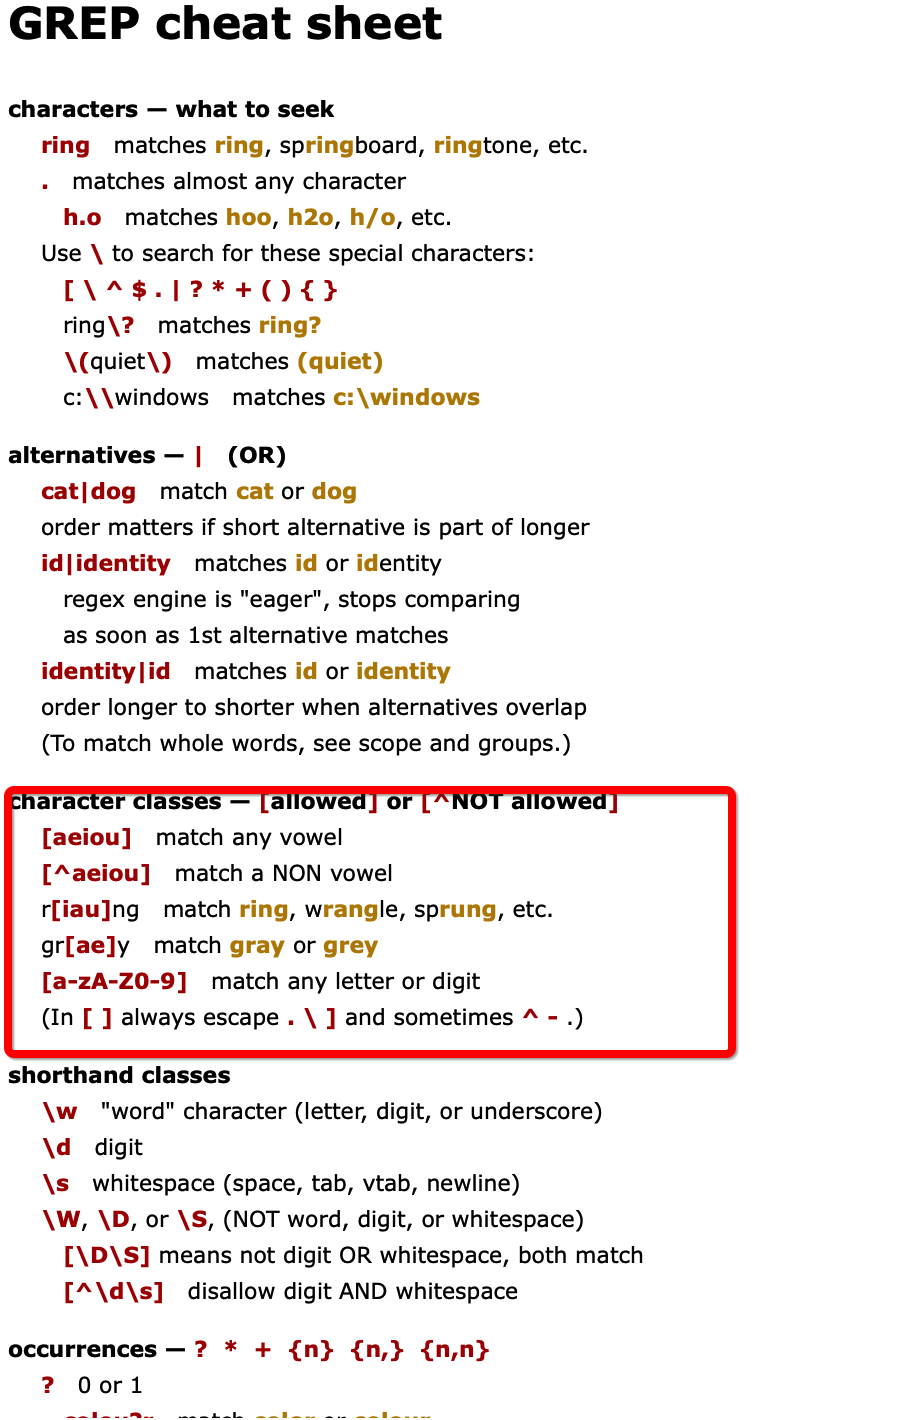 GREP cheat sheet
characters — what to seek
ring matches ring, springboard, ringtone, etc.
. matches almost any character
h.o matches hoo, h2o, h/o, etc.
Use \ to search for these special characters:
[ \ ^ $ . | ? * + ( ) { }
ring\? matches ring?
\(quiet\) matches (quiet)
c:\\windows matches c:\windows
alternatives — | (OR)
cat|dog match cat or dog
order matters if short alternative is part of longer
id|identity matches id or identity
regex engine is "eager", stops comparing
as soon as 1st alternative matches
identity|id matches id or identity
order longer to shorter when alternatives overlap
(To match whole words, see scope and groups.)
character classes — [allowed] or [^NOT allowed]
[aeiou] match any vowel
[^aeiou] match a NON vowel
r[iau]ng match ring, wrangle, sprung, etc.
gr[ae]y match gray or grey
[a-zA-Z0-9] match any letter or digit
(In [ ] always escape . \ ] and sometimes ^ - .)
shorthand classes
\w "word" character (letter, digit, or underscore)
\d digit
\s whitespace (space, tab, vtab, newline)
\W, \D, or \S, (NOT word, digit, or whitespace)
[\D\S] means not digit OR whitespace, both match
[^\d\s] disallow digit AND whitespace
occurrences — ? * + {n} {n,} {n,n}
? 0 or 1
colou?r match color or colour